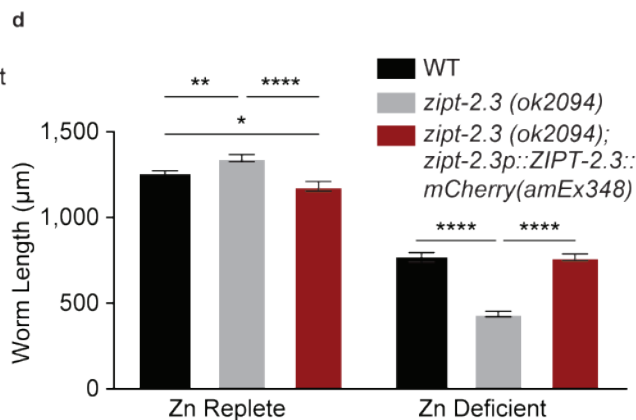 d
t
WT
zipt-2.3 (ok2094)
zipt-2.3 (ok2094);
zipt-2.3p::ZIPT-2.3::
mCherry(amEx348)
** ****
*
**** ****
1,500
1,000
500
0
Worm Length (µm)
Zn Replete
Zn Deficient